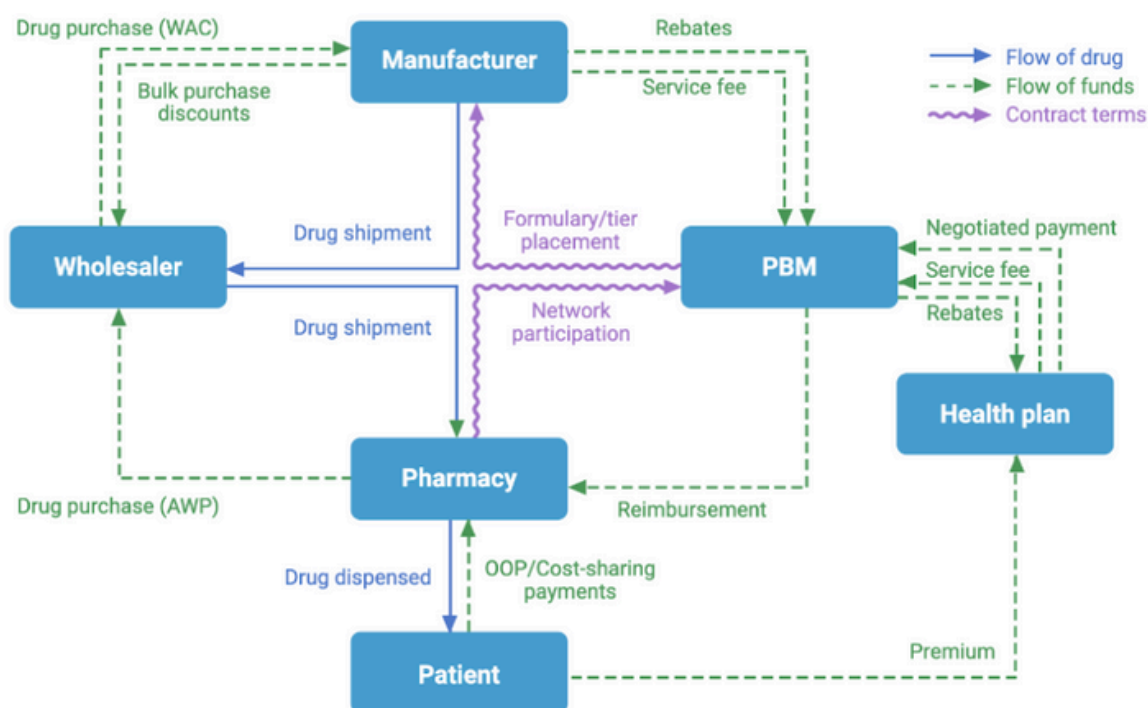 Drug purchase (WAC)
Manufacturer
Rebates
Bulk purchase
discounts
Service fee
Flow of drug
Flow of funds
Contract terms
Wholesaler
Drug shipment
Formulary/tier
placement
PBM
Negotiated payment
Service fee
Rebates
Drug shipment
Network
participation
Health plan
Pharmacy
Drug purchase (AWP)
Reimbursement
Drug dispensed
OOP/Cost-sharing
payments
Patient
Premium